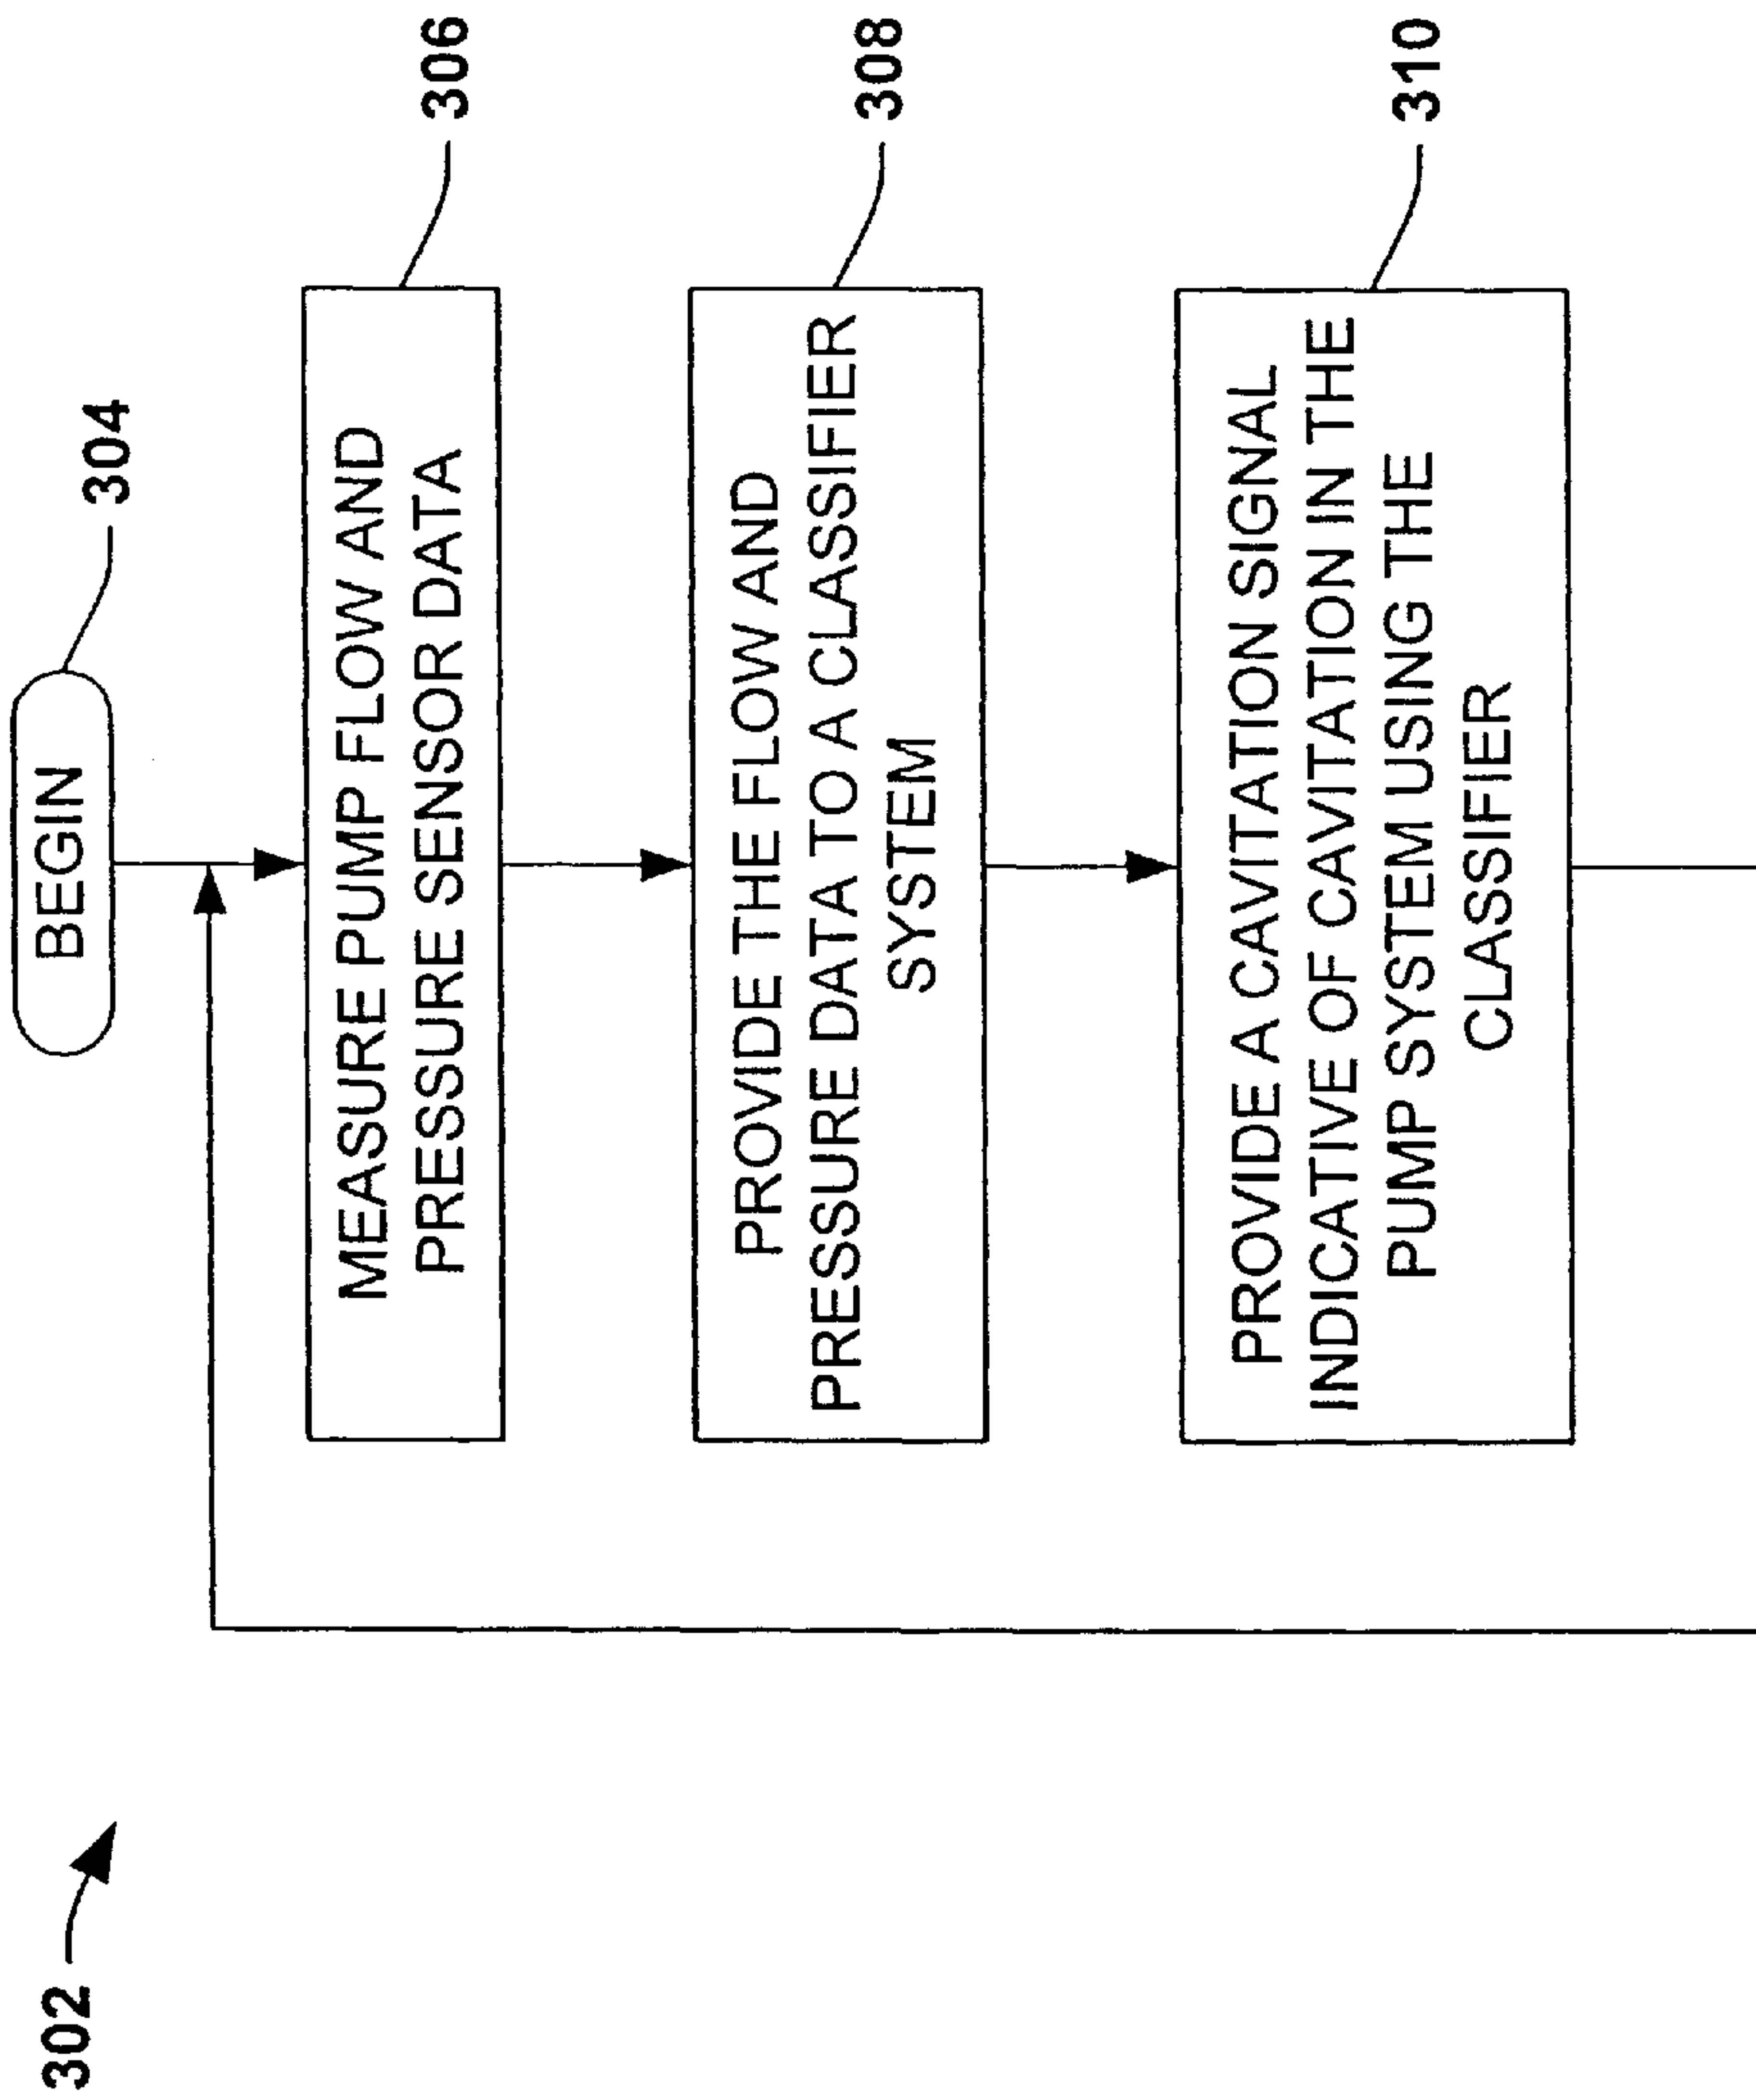 302
BEGIN
304
MEASURE PUMP FLOW AND
PRESSURE SENSOR DATA
306
PROVIDE THE FLOW AND
PRESSURE DATA TO A CLASSIFIER
SYSTEM
308
PROVIDE A CAVITATION SIGNAL
INDICATIVE OF CAVITATION IN THE
PUMP SYSTEM USING THE
CLASSIFIER
310